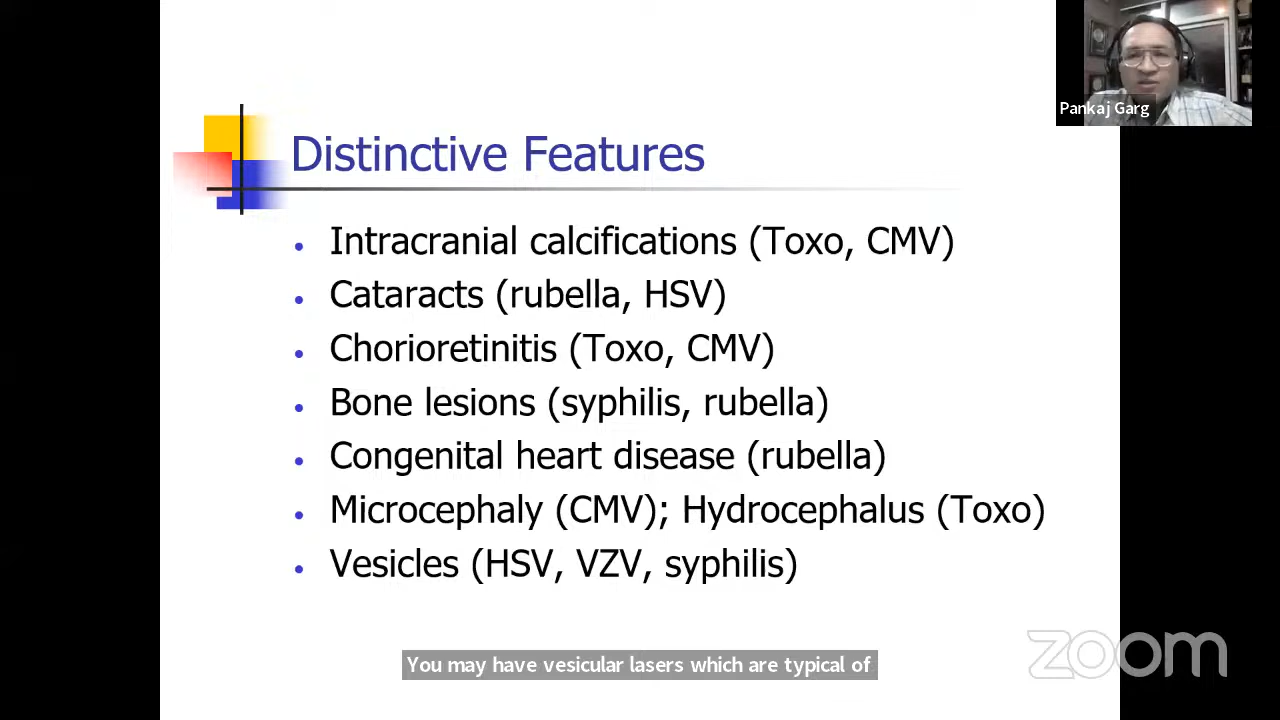 Pankaj Garg
Distinctive Features
• Intracranial calcifications (Toxo, CMV)
• Cataracts (rubella, HSV)
• Chorioretinitis (Toxo, CMV)
• Bone lesions (syphilis, rubella)
• Congenital heart disease (rubella)
• Microcephaly (CMV); Hydrocephalus (Toxo)
• Vesicles (HSV, VZV, syphilis)
You may have vesicular lasers which are typical of
zoom